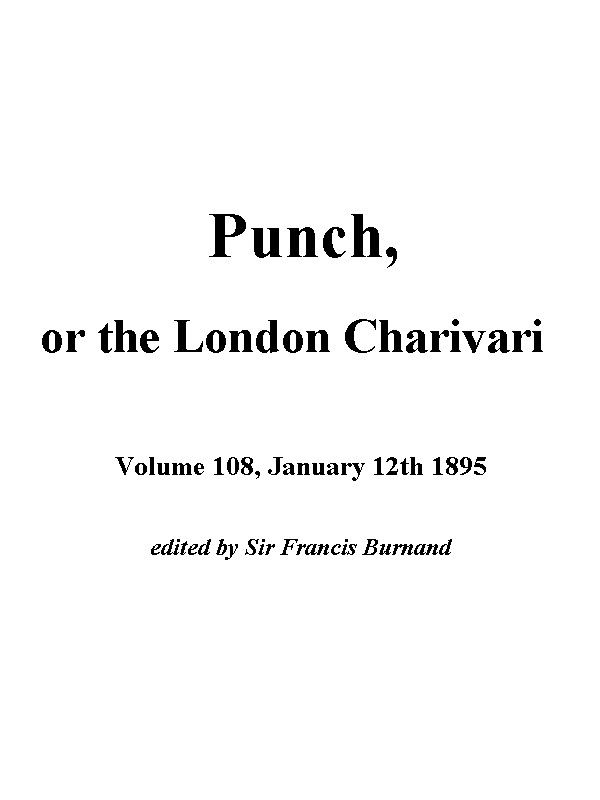 Punch,
or the London Charivari
Volume 108, January 12th 1895
edited by Sir Francis Burnand